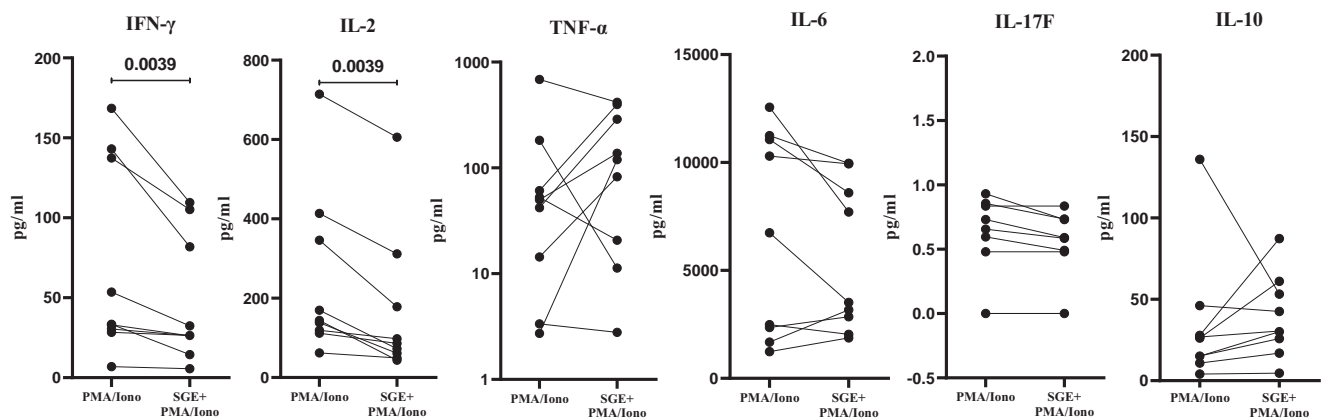 IFN-γ
0.0039
pg/ml
200
150
100
50
0
PMA/Iono
SGE+
PMA/Iono
IL-2
0.0039
pg/ml
800
600
400
200
0
PMA/Iono
SGE+
PMA/Iono
TNF-α
pg/ml
1000
100
10
1
PMA/Iono
SGE+
PMA/Iono
IL-6
pg/ml
15000
10000
5000
0
PMA/Iono
SGE+
PMA/Iono
IL-17F
pg/ml
2.0
1.5
1.0
0.5
0.0
-0.5
PMA/Iono
SGE+
PMA/Iono
IL-10
pg/ml
200
150
100
50
0
PMA/Iono
SGE+
PMA/Iono